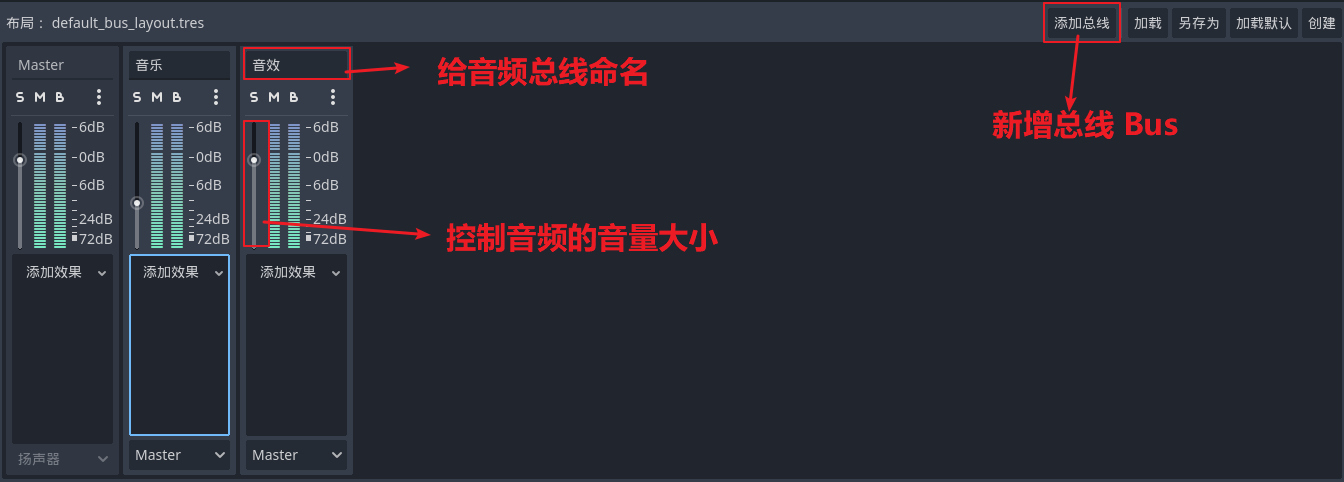 布局： default_bus_layout.tres
添加总线 加载 另存为 加载默认 创建
Master 音乐 音效
给音频总线命名
新增总线 Bus
S M B S M B S M B
6dB 6dB 6dB
0dB 0dB 0dB
6dB 6dB 6dB
24dB 24dB 24dB
72dB 72dB 72dB
控制音频的音量大小
添加效果 添加效果 添加效果
扬声器 Master Master